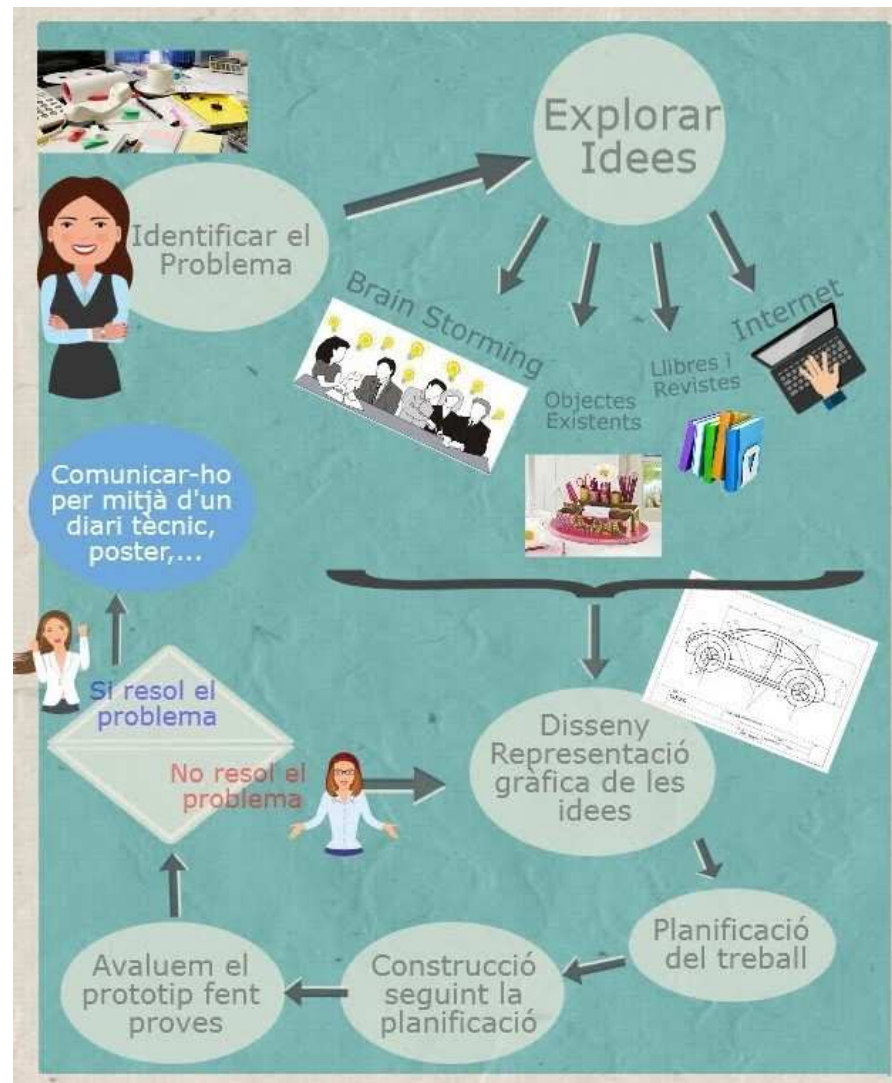 Explorar
Idees
Identificar el
Problema
Brain Storming
Objectes
Existents
Llibres i
Revistes
Internet
Comunicar-ho
per mitjà d'un
diari tècnic,
poster,...
Si resol el
problema
No resol el
problema
Disseny
Representació
gràfica de les
idees
Planificació
del treball
Construcció
seguint la
planificació
Avaluem el
prototip fent
proves